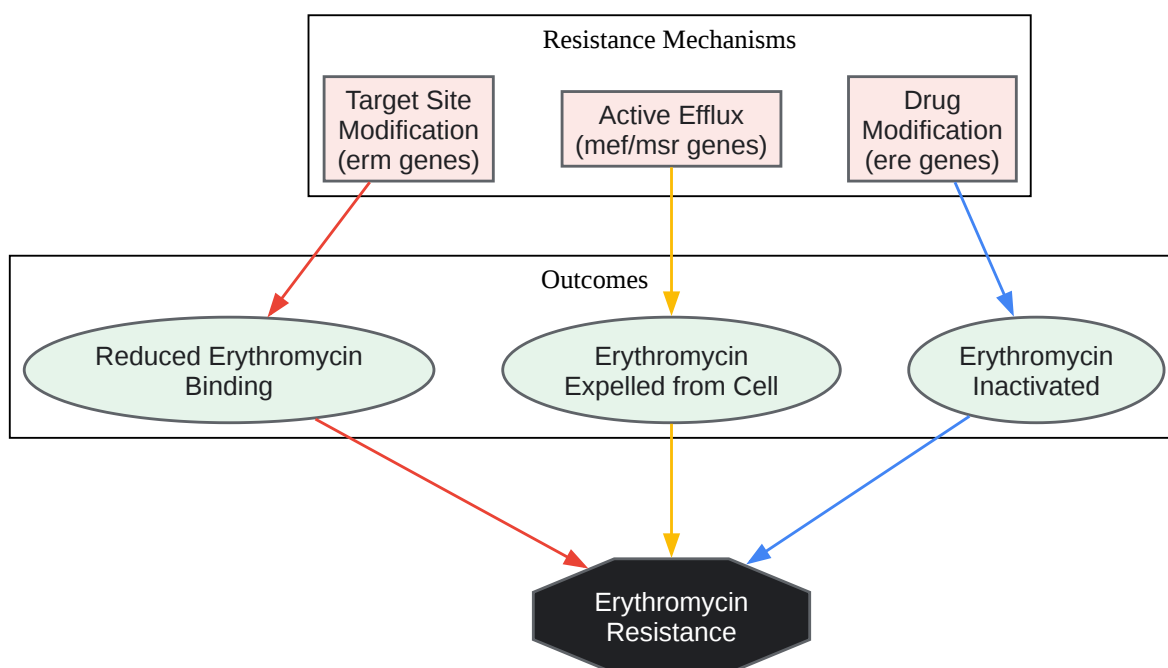 Resistance Mechanisms
Target Site
Modification
(erm genes)
Active Efflux
(mef/msr genes)
Drug
Modification
(ere genes)
Outcomes
Reduced Erythromycin
Binding
Erythromycin
Expelled from Cell
Erythromycin
Inactivated
Erythromycin
Resistance